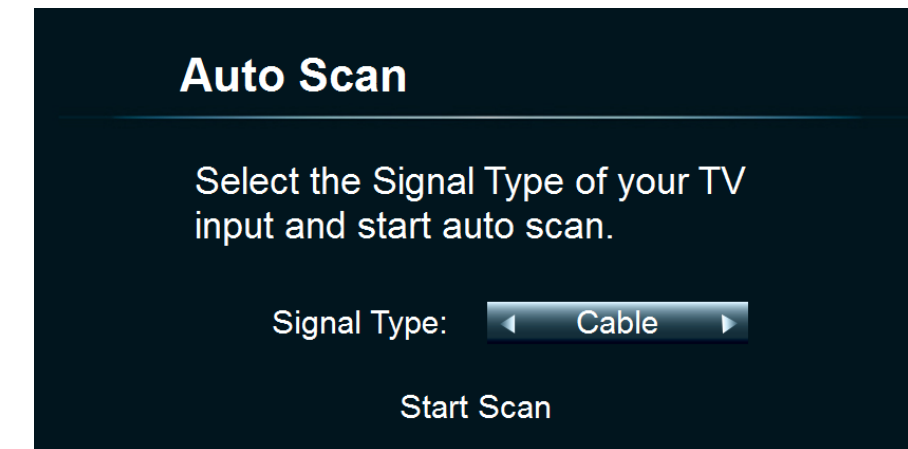 Auto Scan
Select the Signal Type of your TV
input and start auto scan.
Signal Type: Cable
Start Scan